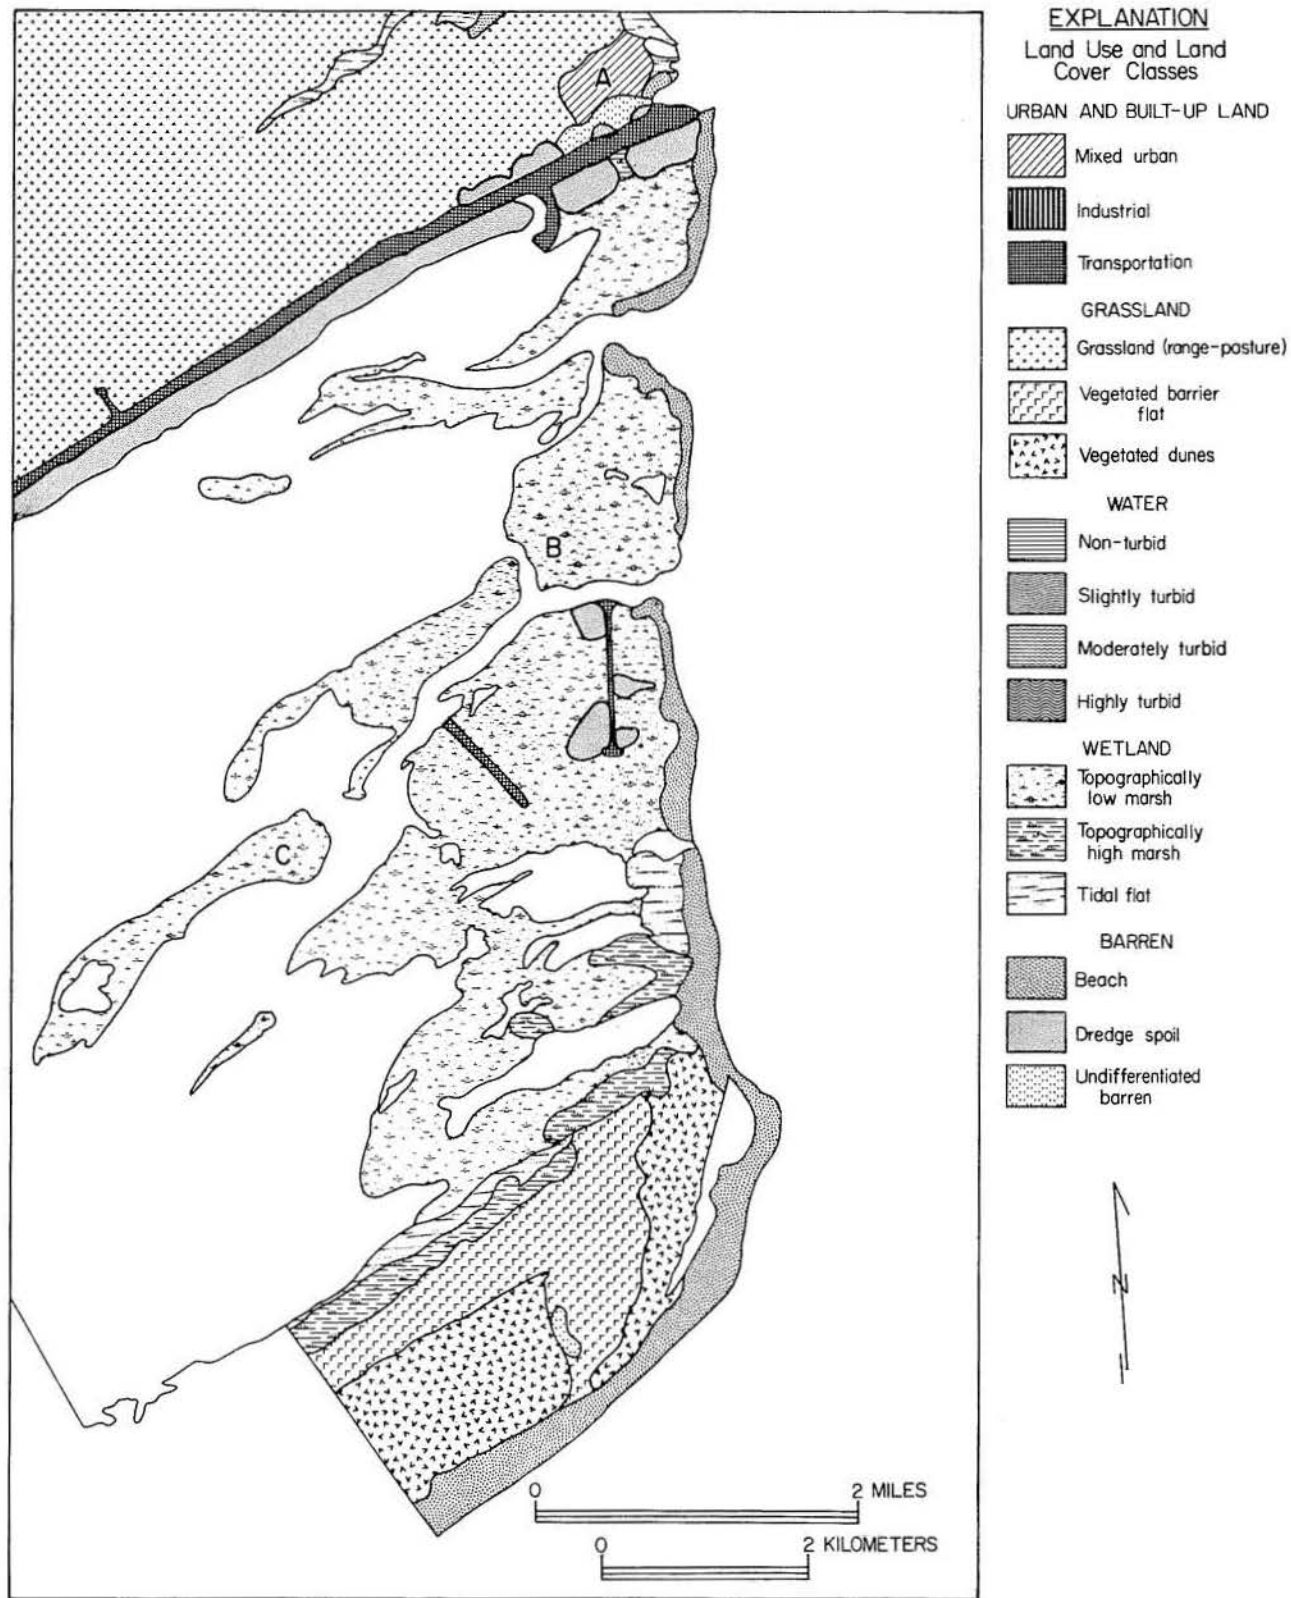 A
B
C
0 2 MILES
0 2 KILOMETERS
EXPLANATION
Land Use and Land
Cover Classes
URBAN AND BUILT-UP LAND
Mixed urban
Industrial
Transportation
GRASSLAND
Grassland (range-pasture)
Vegetated barrier
flat
Vegetated dunes
WATER
Non-turbid
Slightly turbid
Moderately turbid
Highly turbid
WETLAND
Topographically
low marsh
Topographically
high marsh
Tidal flat
BARREN
Beach
Dredge spoil
Undifferentiated
barren
N